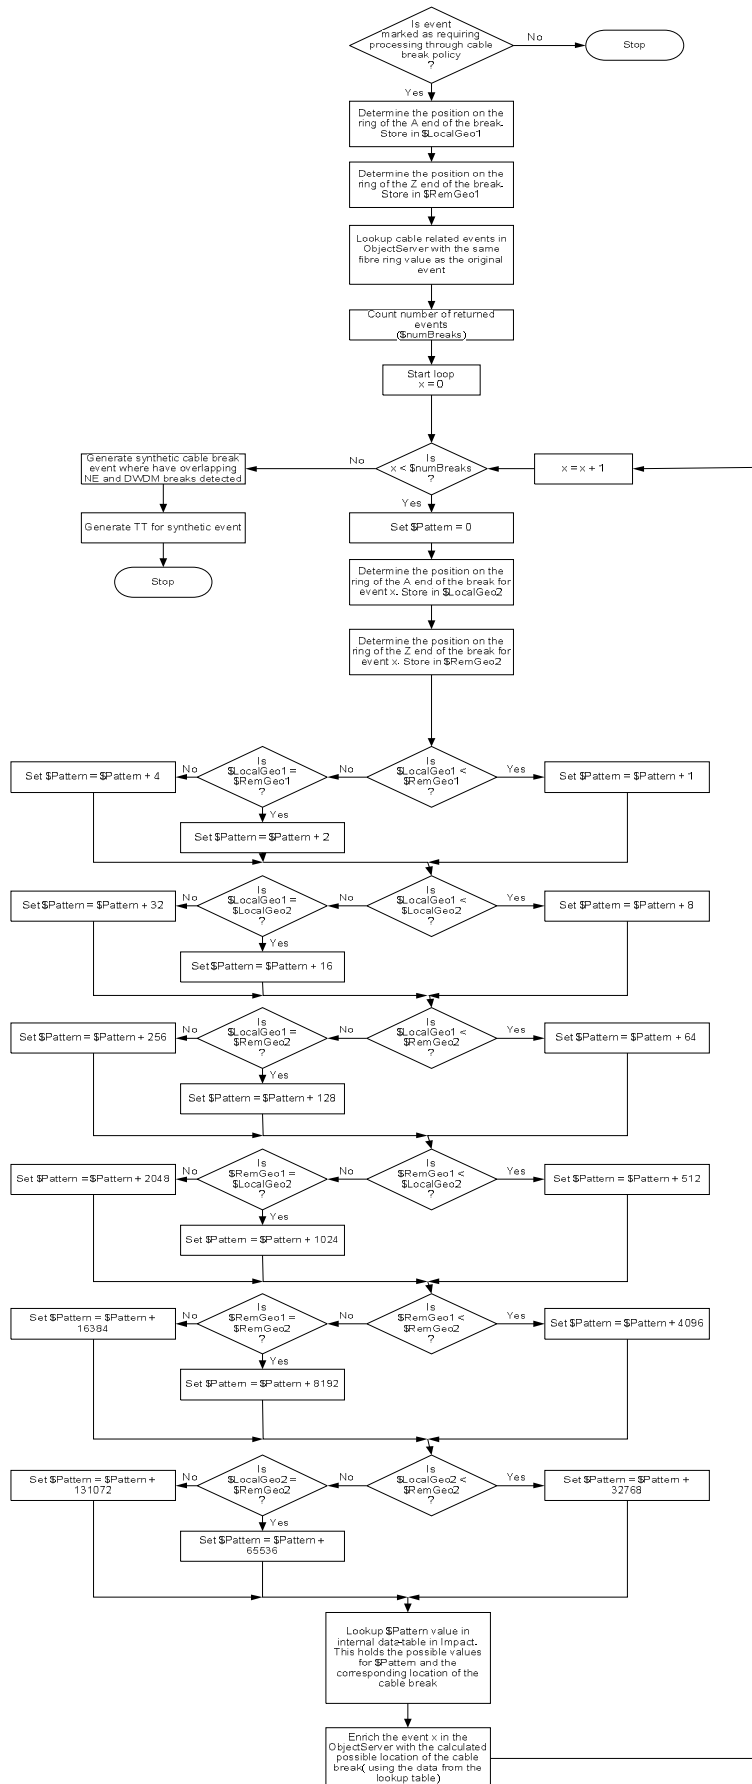 Is event
marked as requiring
processing through cable
break policy
?
No
Stop
Yes
Determine the position on the
ring of the A end of the break.
Store in $LocalGeo1
Determine the position on the
ring of the Z end of the break.
Store in $RemGeo1
Lookup cable related events in
ObjectServer with the same
fibre ring value as the original
event
Count number of returned
events
($numBreaks)
Start loop
x = 0
Is
x < $numBreaks
?
No
Yes
x = x + 1
Generate synthetic cable break
event where have overlapping
NE and DWDM breaks detected
Generate TT for synthetic event
Stop
Set $Pattern = 0
Determine the position on the
ring of the A end of the break for
event x. Store in $LocalGeo2
Determine the position on the
ring of the Z end of the break for
event x. Store in $RemGeo2
Set $Pattern = $Pattern + 4
No
Is
$LocalGeo1 =
$RemGeo1
?
No
Is
$LocalGeo1 <
$RemGeo1
?
Yes
Set $Pattern = $Pattern + 1
Yes
Set $Pattern = $Pattern + 2
Set $Pattern = $Pattern + 32
No
Is
$LocalGeo1 =
$LocalGeo2
?
No
Is
$LocalGeo1 <
$LocalGeo2
?
Yes
Set $Pattern = $Pattern + 8
Yes
Set $Pattern = $Pattern + 16
Set $Pattern = $Pattern + 256
No
Is
$LocalGeo1 =
$RemGeo2
?
No
Is
$LocalGeo1 <
$RemGeo2
?
Yes
Set $Pattern = $Pattern + 64
Yes
Set $Pattern = $Pattern + 128
Set $Pattern = $Pattern + 2048
No
Is
$RemGeo1 =
$LocalGeo2
?
No
Is
$RemGeo1 <
$LocalGeo2
?
Yes
Set $Pattern = $Pattern + 512
Yes
Set $Pattern = $Pattern + 1024
Set $Pattern = $Pattern +
16384
No
Is
$RemGeo1 =
$RemGeo2
?
No
Is
$RemGeo1 <
$RemGeo2
?
Yes
Set $Pattern = $Pattern + 4096
Yes
Set $Pattern = $Pattern + 8192
Set $Pattern = $Pattern +
131072
No
Is
$LocalGeo2 =
$RemGeo2
?
No
Is
$LocalGeo2 <
$RemGeo2
?
Yes
Set $Pattern = $Pattern +
32768
Yes
Set $Pattern = $Pattern +
65536
Lookup $Pattern value in
internal data-table in Impact.
This holds the possible values
for $Pattern and the
corresponding location of the
cable break
Enrich the event x in the
ObjectServer with the calculated
possible location of the cable
break( using the data from the
lookup table)